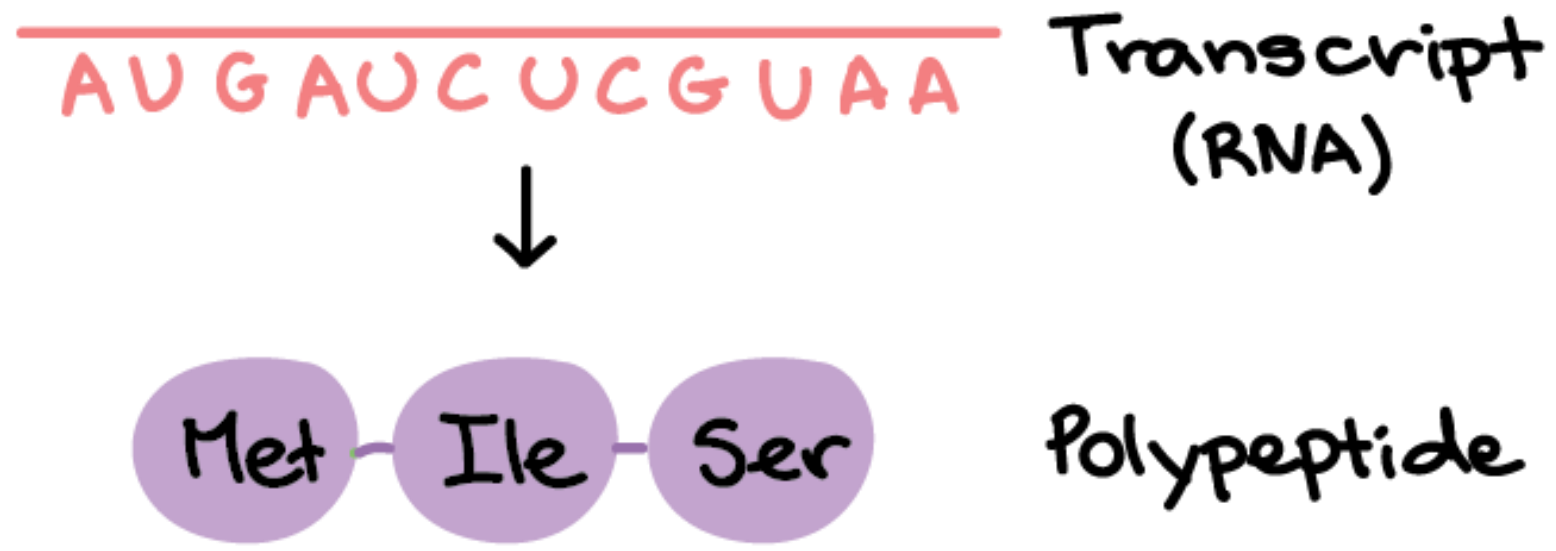 AUGAUCUCGUAA
Transcript
(RNA)
Met Ile Ser
Polypeptide